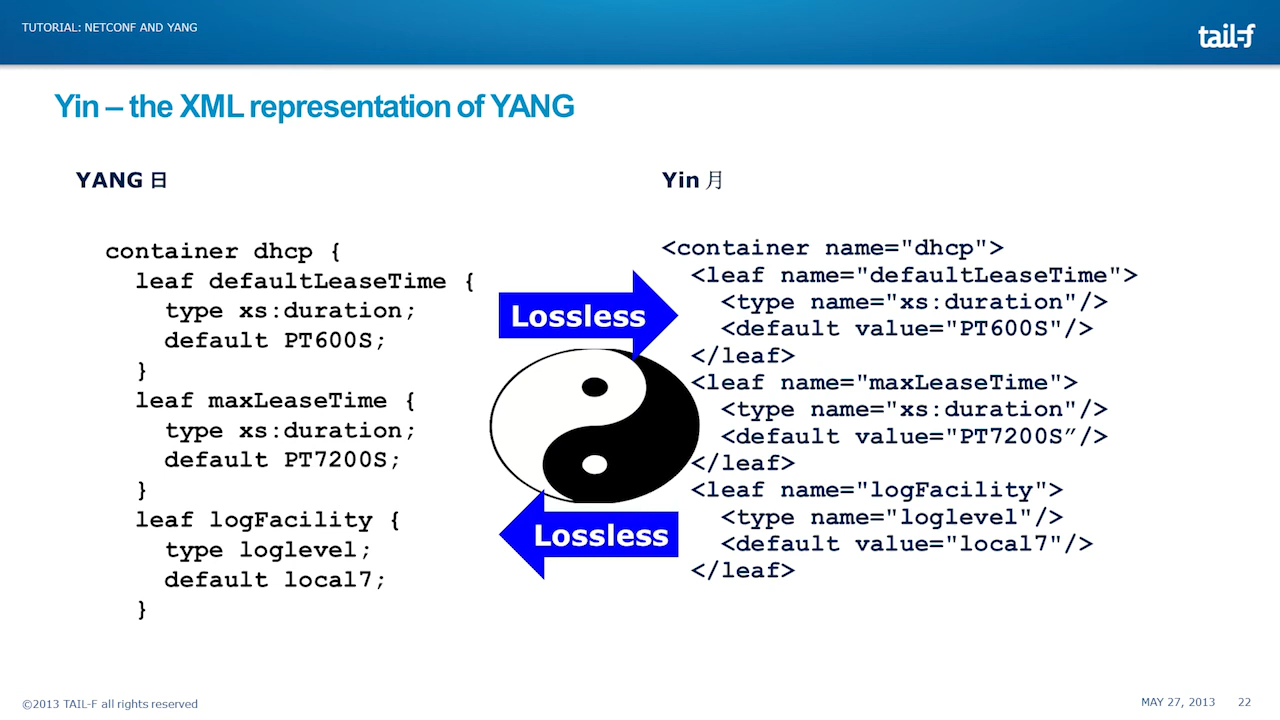 TUTORIAL: NETCONF AND YANG
tail-f
Yin – the XML representation of YANG
YANG 日
container dhcp {
leaf defaultLeaseTime {
type xs:duration;
default PT600S;
}
leaf maxLeaseTime {
type xs:duration;
default PT7200S;
}
leaf logFacility {
type loglevel;
default local7;
}
Lossless
Lossless
Yin 月
<container name="dhcp">
<leaf name="defaultLeaseTime">
<type name="xs:duration"/>
<default value="PT600S"/>
</leaf>
<leaf name="maxLeaseTime">
<type name="xs:duration"/>
<default value="PT7200S”/>
</leaf>
<leaf name="logFacility">
<type name="loglevel"/>
<default value="local7"/>
</leaf>
©2013 TAIL-F all rights reserved
MAY 27, 2013 22